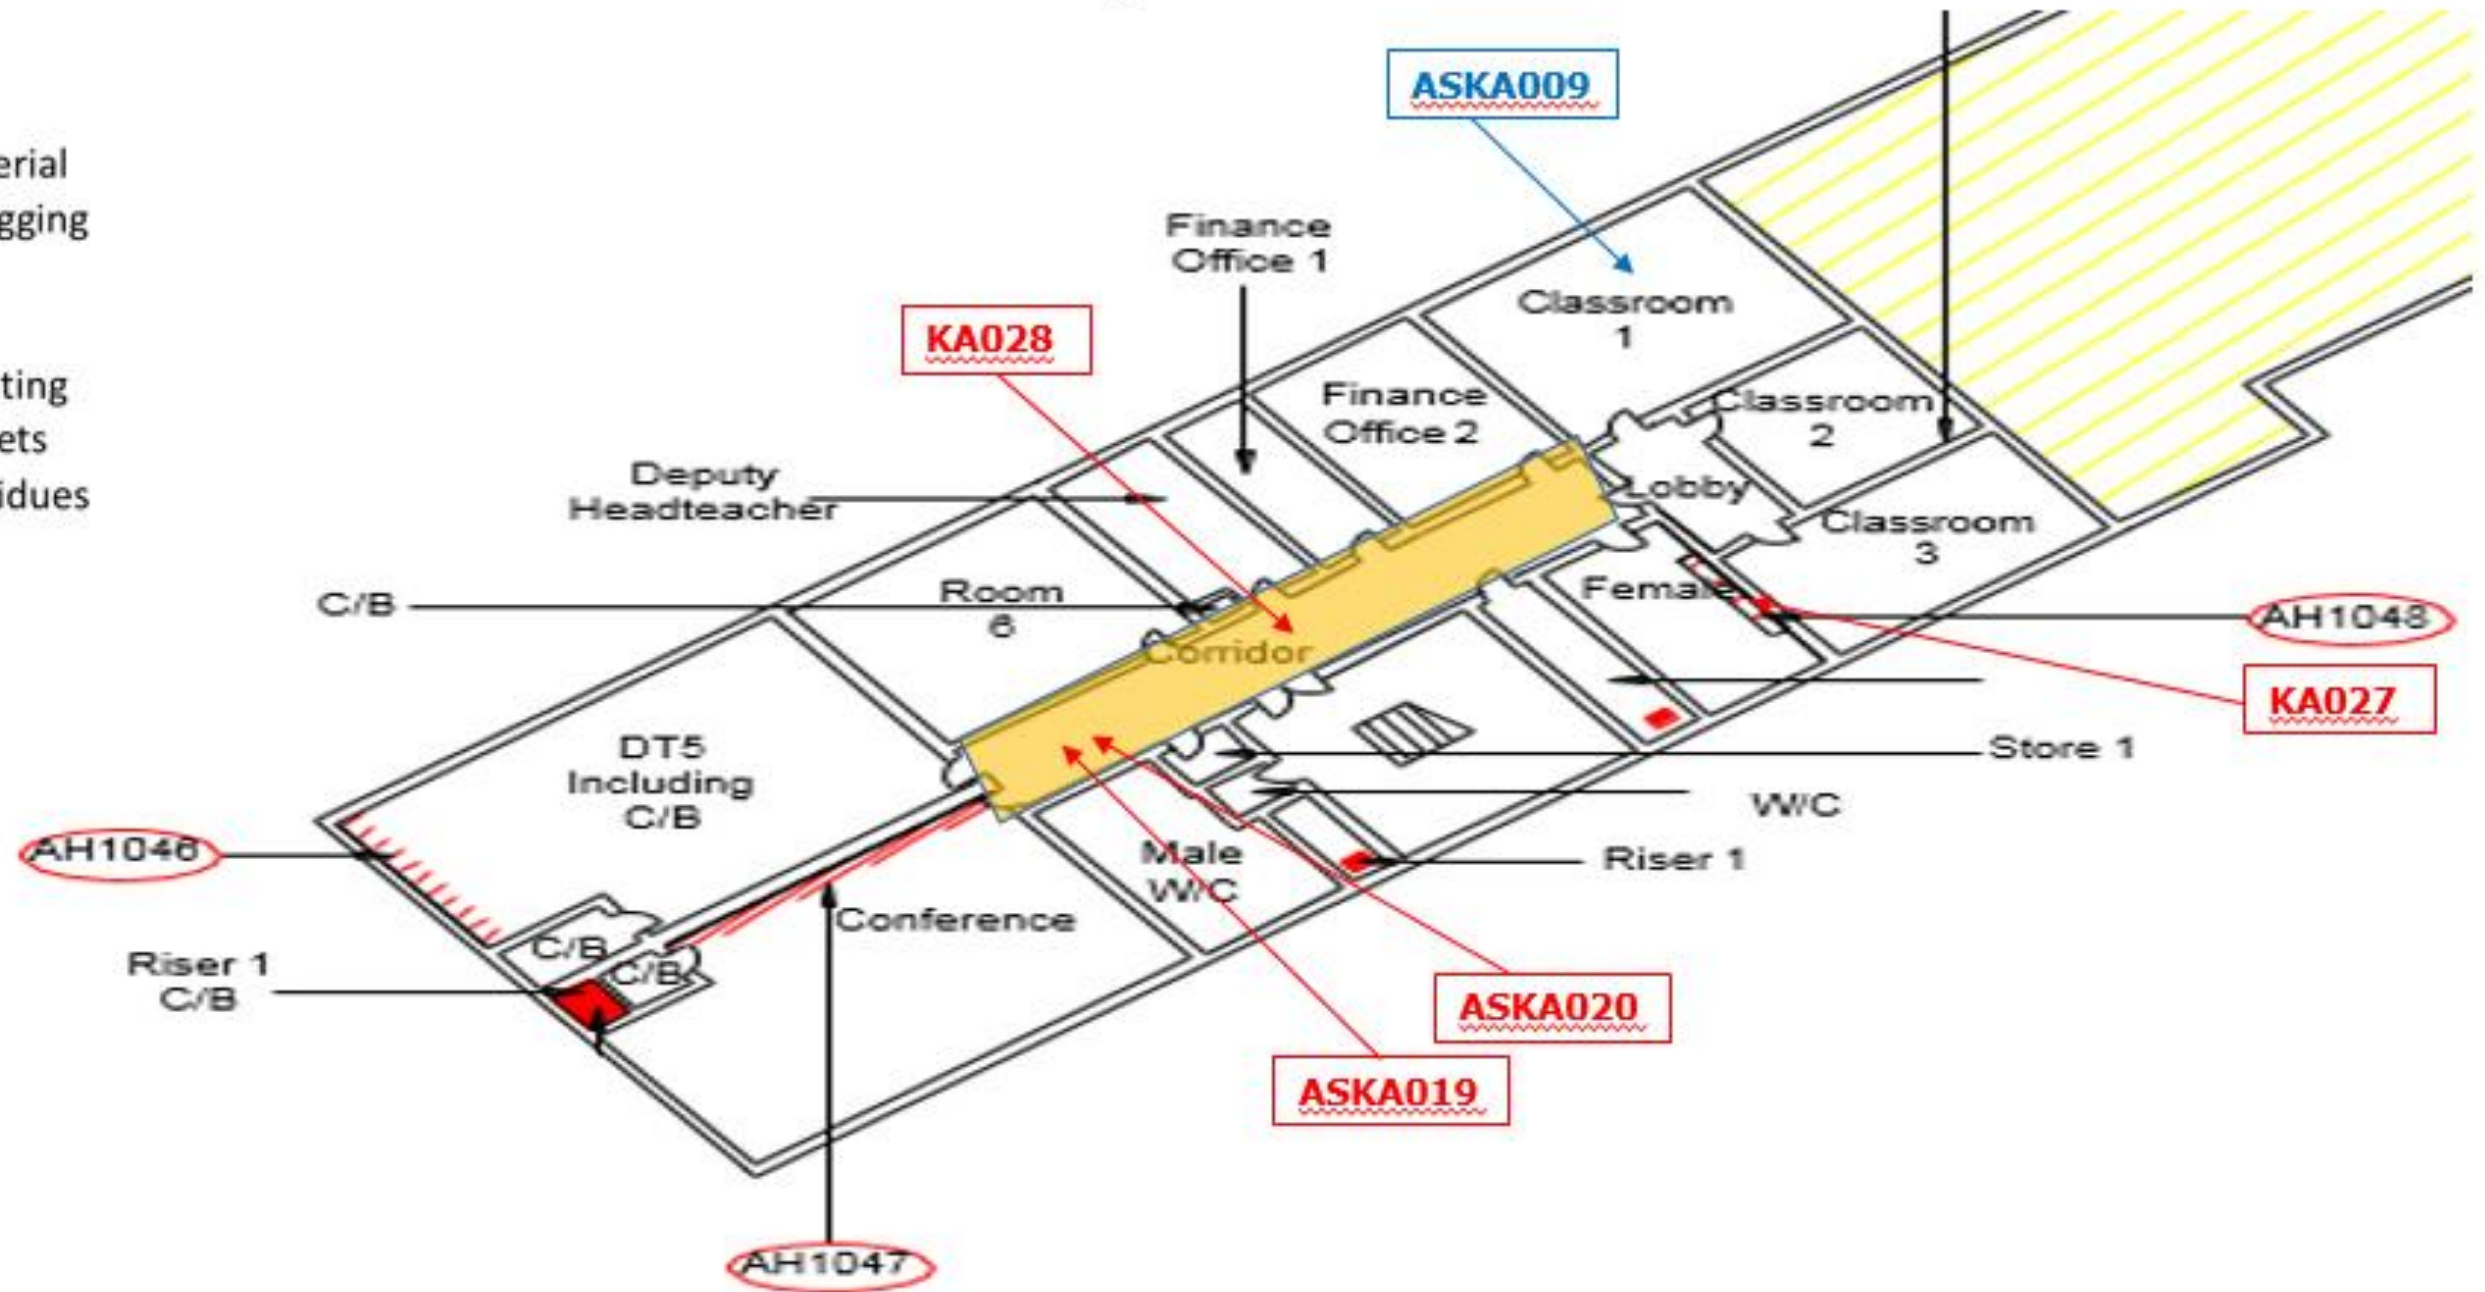 ASKA009
erial
gging
Finance
Office 1
Classroom
1
KA028
ting
ets
idues
Finance
Office 2
Classroom
2
Deputy
Headteacher
Lobby
Classroom
3
C/B
Room
6
Female
AH1048
Corridor
KA027
DT5
Including
C/B
Store 1
W/C
AH1046
Male
W/C
Riser 1
Conference
C/B
C/B
Riser 1
C/B
ASKA020
ASKA019
AH1047